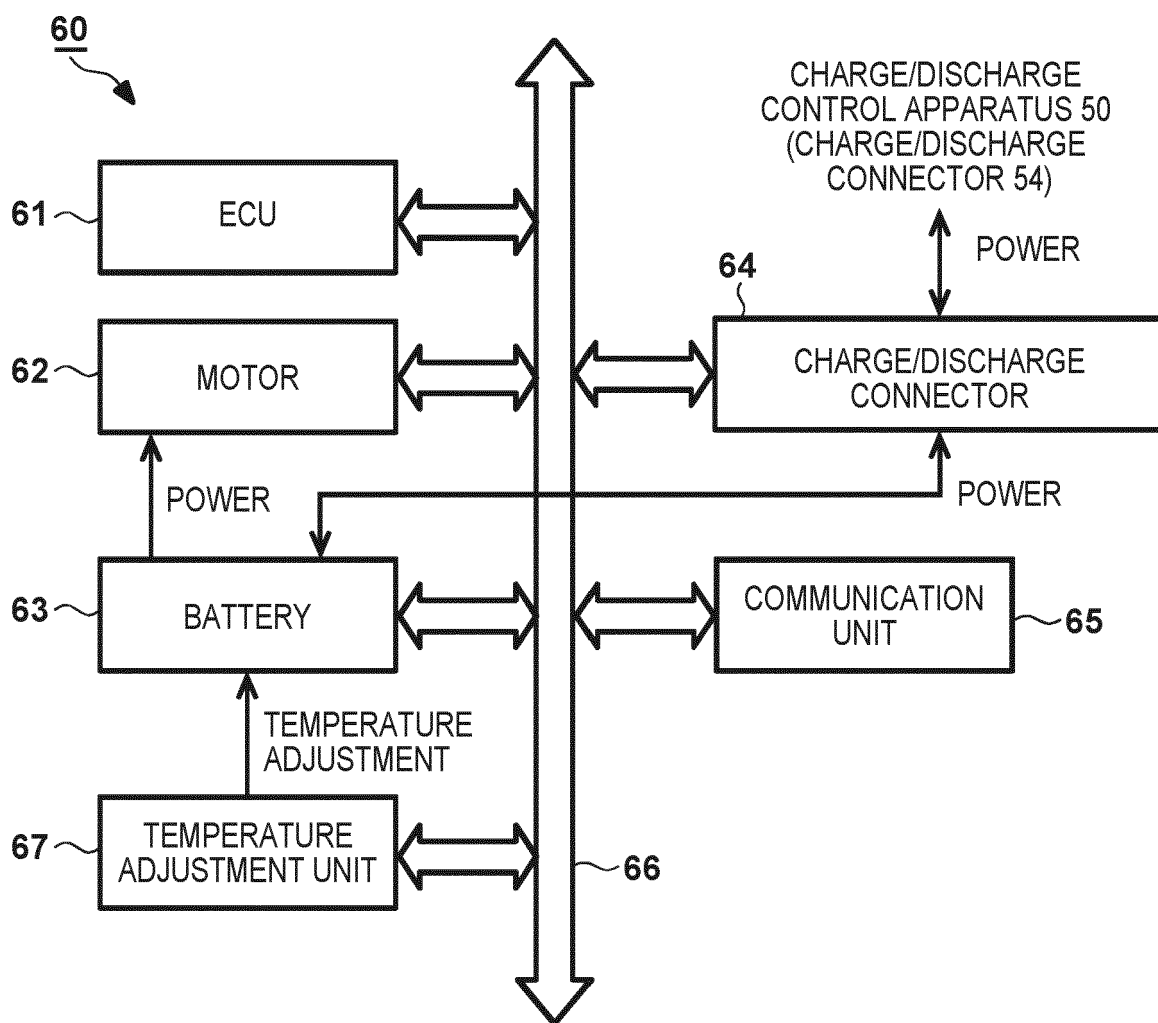 60
CHARGE/DISCHARGE
CONTROL APPARATUS 50
(CHARGE/DISCHARGE
CONNECTOR 54)
POWER
61
ECU
64
62
MOTOR
CHARGE/DISCHARGE
CONNECTOR
POWER
POWER
63
BATTERY
COMMUNICATION
UNIT
65
TEMPERATURE
ADJUSTMENT
67
TEMPERATURE
ADJUSTMENT UNIT
66